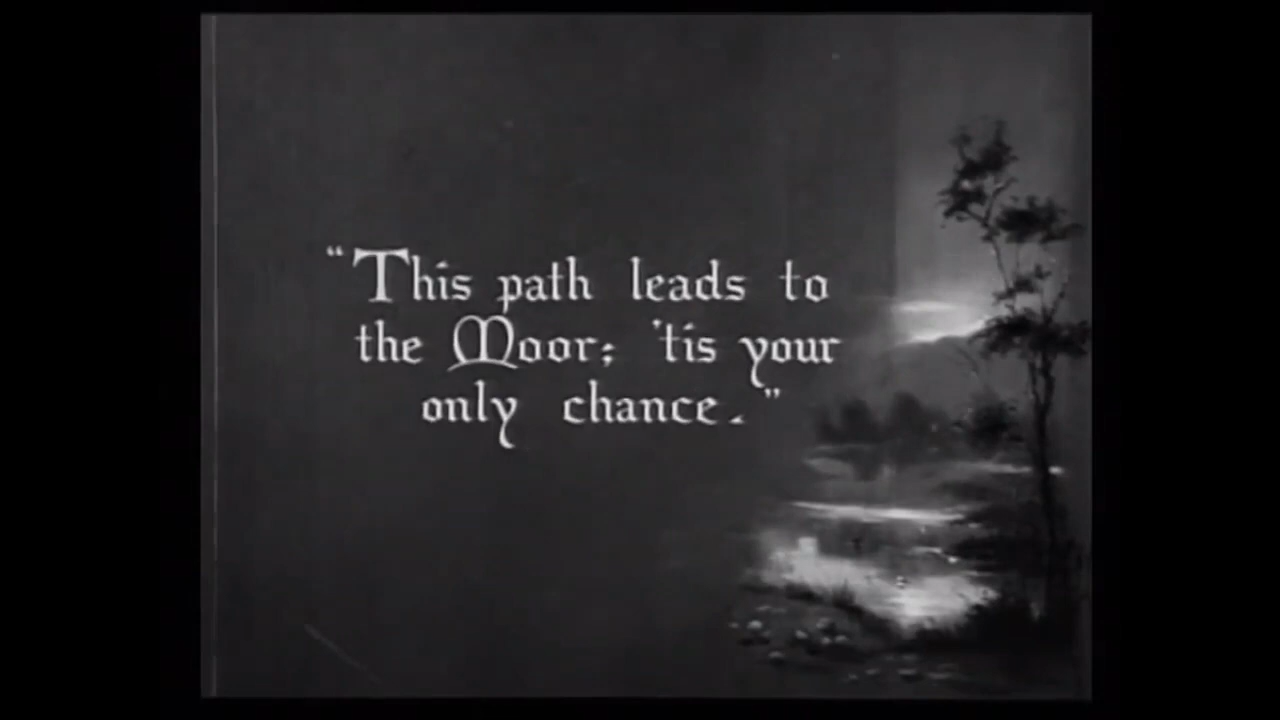 “This path leads to
the Moor; 'tis your
only chance.”